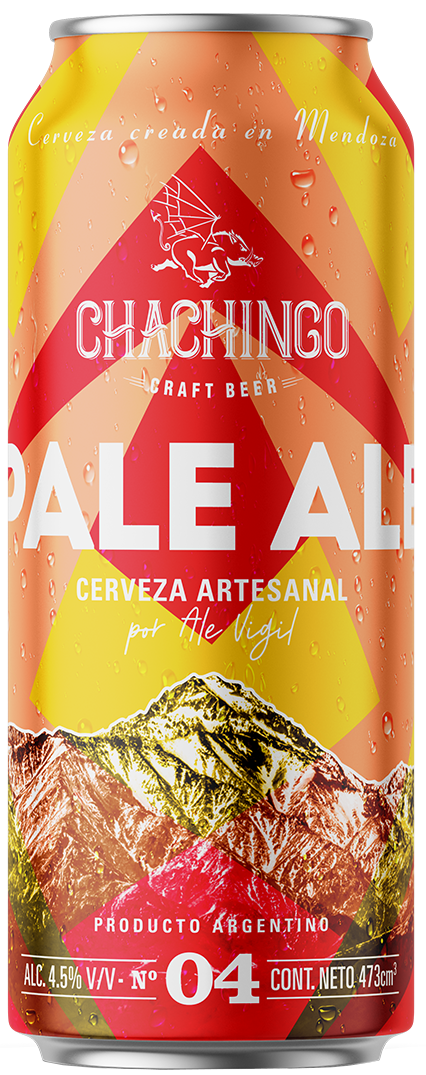 Cerveza creada en Mendoza
CHACHINGO
CRAFT BEER
PALE ALE
CERVEZA ARTESANAL
por Ale Vigil
PRODUCTO ARGENTINO
ALC. 4.5% V/V - Nº 04 CONT. NETO 473cm³